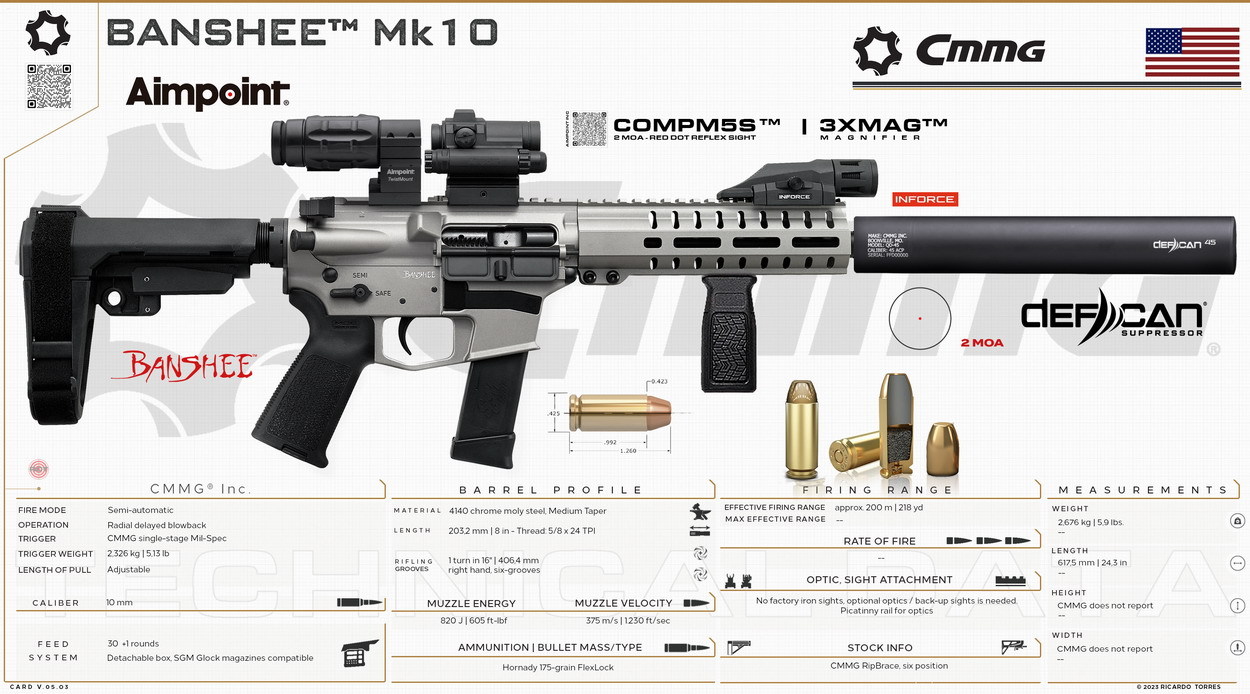 BANSHEE™ Mk10
CMMG
Aimpoint®
AIMPOINT INC
COMPM5S™ | 3XMAG™
2 MOA - RED DOT REFLEX SIGHT MAGNIFIER
Aimpoint
TwistMount
INFORCE
INFORCE
MAKE: CMMG INC.
BOONVILLE, MO.
MODEL: QD-45
CALIBER: 45 ACP
SERIAL: FFD00000
DEFCAN 45
SEMI
SAFE
BANSHEE
DEFCAN®
SUPPRESSOR
2 MOA
BANSHEE™
CMMG®
0.423
.425
.992
1.260
CMMG® Inc.
FIRE MODE Semi-automatic
OPERATION Radial delayed blowback
TRIGGER CMMG single-stage Mil-Spec
TRIGGER WEIGHT 2,326 kg | 5.13 lb
LENGTH OF PULL Adjustable
CALIBER 10 mm
FEED SYSTEM
30 +1 rounds
Detachable box, SGM Glock magazines compatible
BARREL PROFILE
MATERIAL 4140 chrome moly steel, Medium Taper
LENGTH 203,2 mm | 8 in - Thread: 5/8 x 24 TPI
RIFLING GROOVES
1 turn in 16" | 406,4 mm
right hand, six-grooves
MUZZLE ENERGY MUZZLE VELOCITY
820 J | 605 ft-lbf 375 m/s | 1230 ft/sec
AMMUNITION | BULLET MASS/TYPE
Hornady 175-grain FlexLock
FIRING RANGE
EFFECTIVE FIRING RANGE approx. 200 m | 218 yd
MAX EFFECTIVE RANGE --
RATE OF FIRE
--
OPTIC, SIGHT ATTACHMENT
No factory iron sights, optional optics / back-up sights is needed.
Picatinny rail for optics
STOCK INFO
CMMG RipBrace, six position
MEASUREMENTS
WEIGHT
2,676 kg | 5.9 lbs.
--
LENGTH
617,5 mm | 24.3 in
--
HEIGHT
CMMG does not report
--
WIDTH
CMMG does not report
--
TECHNICAL DATA
CARD V.05.03
© 2023 RICARDO TORRES